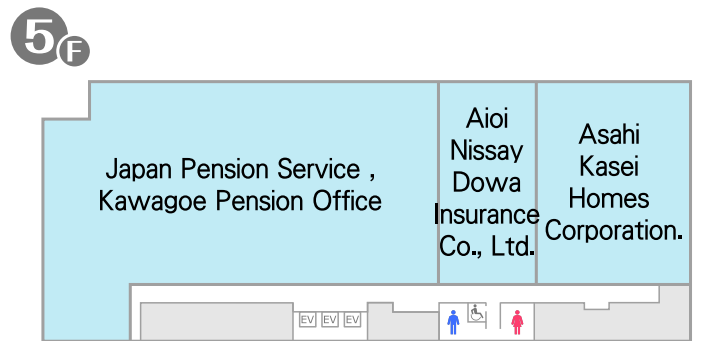 5F
Japan Pension Service ,
Kawagoe Pension Office
Aioi
Nissay
Dowa
Insurance
Co., Ltd.
Asahi
Kasei
Homes
Corporation.
EV EV EV